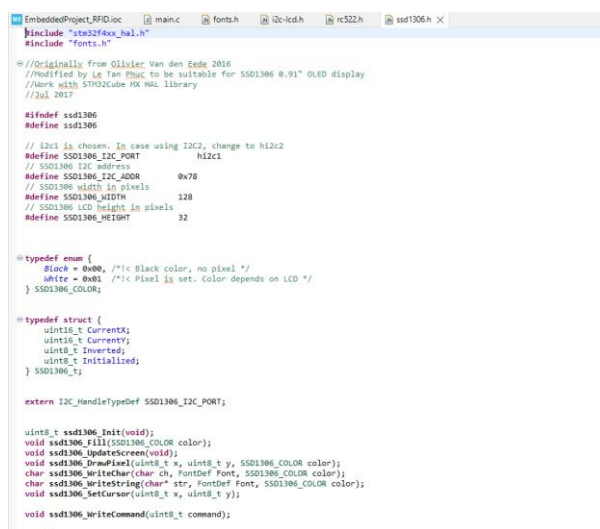 EmbeddedProject_RFID.ioc main.c fonts.h i2c-lcd.h rc522.h ssd1306.h
#include "stm32f4xx_hal.h"
#include "fonts.h"
//Originally from Olivier Van den Eede 2016
//Modified by Le Tan Phuc to be suitable for SSD1306 0.91" OLED display
//Work with STM32Cube MX HAL library
//Jul 2017
#ifndef ssd1306
#define ssd1306
// i2c1 is chosen. In case using I2C2, change to hi2c2
#define SSD1306_I2C_PORT hi2c1
// SSD1306 I2C address
#define SSD1306_I2C_ADDR 0x78
// SSD1306 width in pixels
#define SSD1306_WIDTH 128
// SSD1306 LCD height in pixels
#define SSD1306_HEIGHT 32
typedef enum {
Black = 0x00, /*!< Black color, no pixel */
White = 0x01 /*!< Pixel is set. Color depends on LCD */
} SSD1306_COLOR;
typedef struct {
uint16_t CurrentX;
uint16_t CurrentY;
uint8_t Inverted;
uint8_t Initialized;
} SSD1306_t;
extern I2C_HandleTypeDef SSD1306_I2C_PORT;
uint8_t ssd1306_Init(void);
void ssd1306_Fill(SSD1306_COLOR color);
void ssd1306_UpdateScreen(void);
void ssd1306_DrawPixel(uint8_t x, uint8_t y, SSD1306_COLOR color);
char ssd1306_WriteChar(char ch, FontDef Font, SSD1306_COLOR color);
char ssd1306_WriteString(char* str, FontDef Font, SSD1306_COLOR color);
void ssd1306_SetCursor(uint8_t x, uint8_t y);
void ssd1306_WriteCommand(uint8_t command);